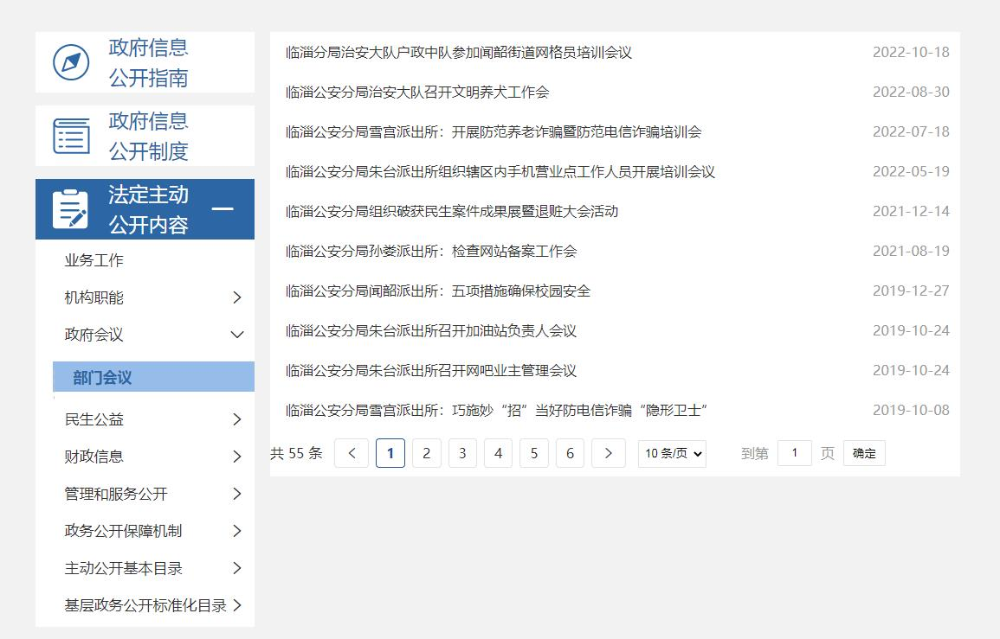 政府信息
公开指南
政府信息
公开制度
法定主动
公开内容
业务工作
机构职能
政府会议
部门会议
民生公益
财政信息
管理和服务公开
政务公开保障机制
主动公开基本目录
基层政务公开标准化目录
临淄分局治安大队户政中队参加闻韶街道网格员培训会议 2022-10-18
临淄公安分局治安大队召开文明养犬工作会 2022-08-30
临淄公安分局雪宫派出所：开展防范养老诈骗暨防范电信诈骗培训会 2022-07-18
临淄公安分局朱台派出所组织辖区内手机营业点工作人员开展培训会议 2022-05-19
临淄公安分局组织破获民生案件成果展暨退赃大会活动 2021-12-14
临淄公安分局孙娄派出所：检查网站备案工作会 2021-08-19
临淄公安分局闻韶派出所：五项措施确保校园安全 2019-12-27
临淄公安分局朱台派出所召开加油站负责人会议 2019-10-24
临淄公安分局朱台派出所召开网吧业主管理会议 2019-10-24
临淄公安分局雪宫派出所：巧施妙“招”当好防电信诈骗“隐形卫士” 2019-10-08
共 55 条 < 1 2 3 4 5 6 > 10 条/页 到第 1 页 确定